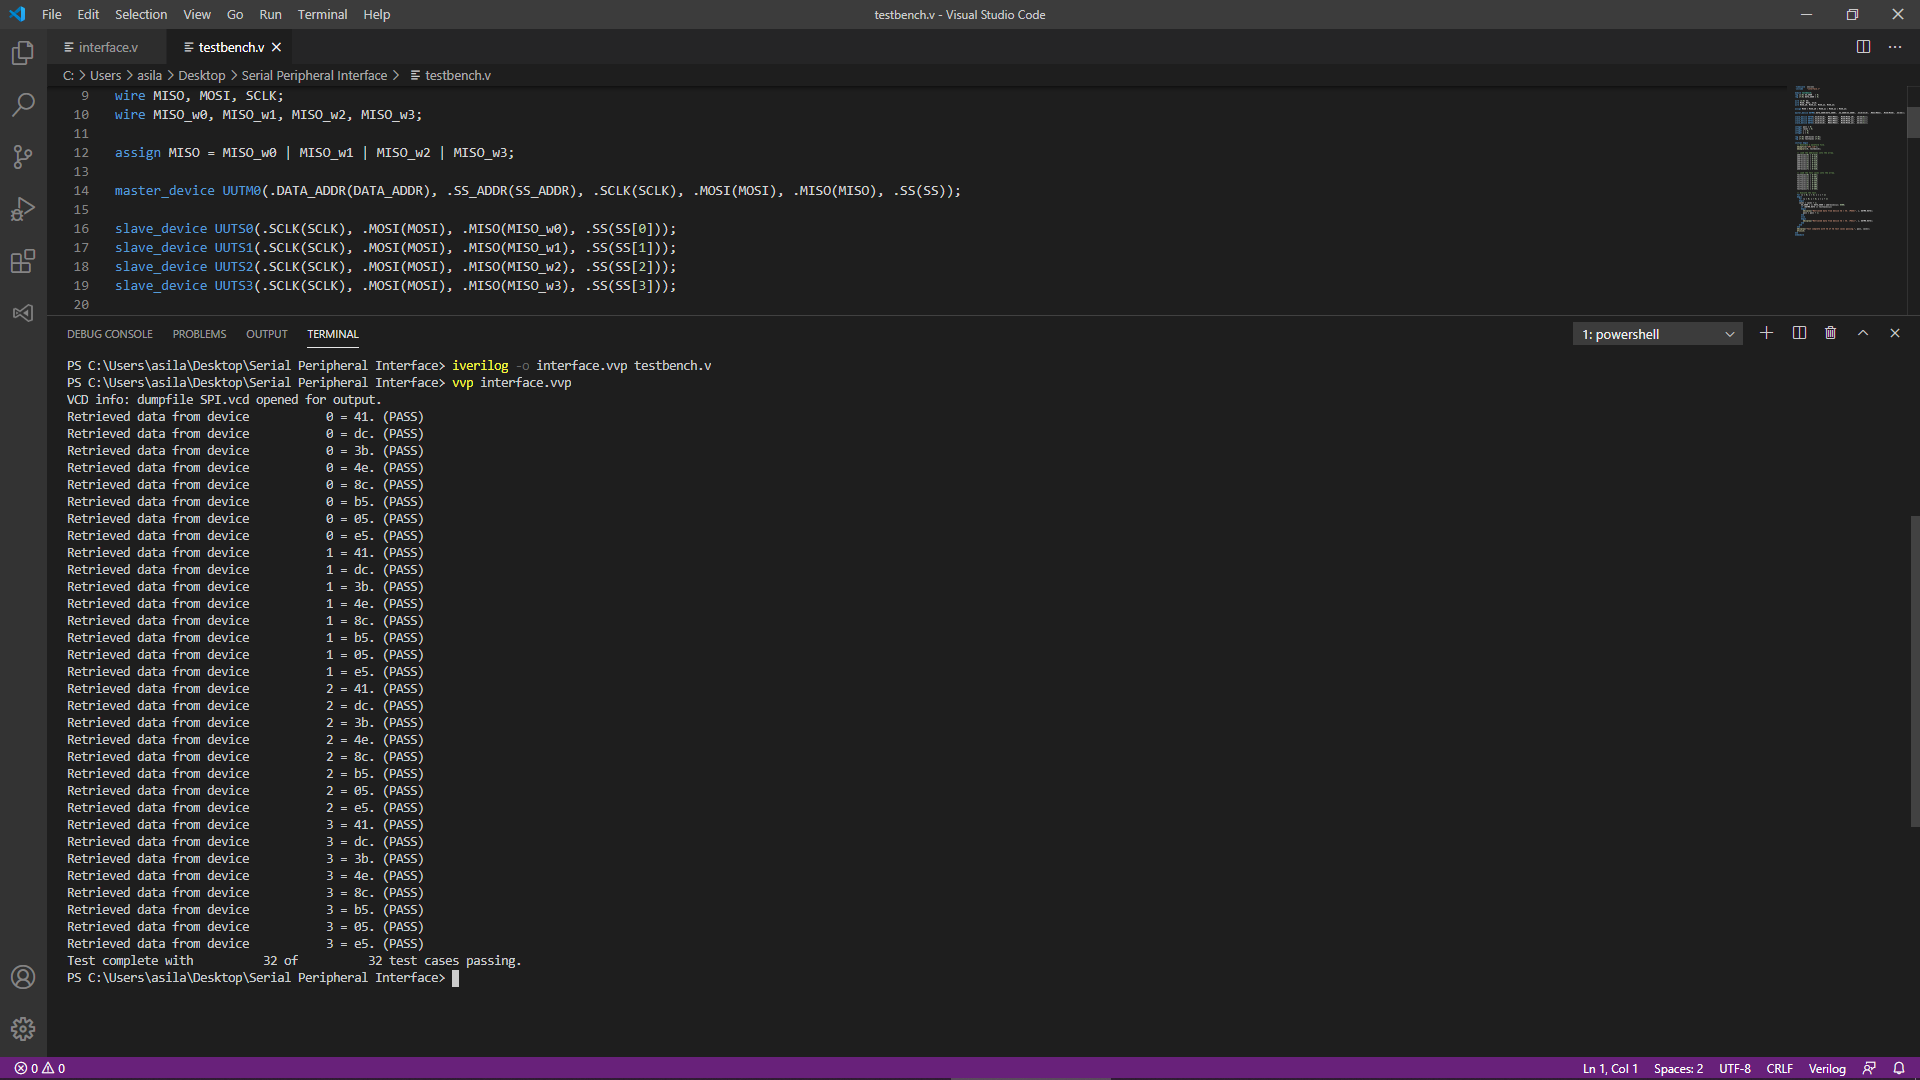 File Edit Selection View Go Run Terminal Help
testbench.v - Visual Studio Code
interface.v testbench.v
C: > Users > asila > Desktop > Serial Peripheral Interface > testbench.v
9 wire MISO, MOSI, SCLK;
10 wire MISO_w0, MISO_w1, MISO_w2, MISO_w3;
11
12 assign MISO = MISO_w0 | MISO_w1 | MISO_w2 | MISO_w3;
13
14 master_device UUTM0(.DATA_ADDR(DATA_ADDR), .SS_ADDR(SS_ADDR), .SCLK(SCLK), .MOSI(MOSI), .MISO(MISO), .SS(SS));
15
16 slave_device UUTS0(.SCLK(SCLK), .MOSI(MOSI), .MISO(MISO_w0), .SS(SS[0]));
17 slave_device UUTS1(.SCLK(SCLK), .MOSI(MOSI), .MISO(MISO_w1), .SS(SS[1]));
18 slave_device UUTS2(.SCLK(SCLK), .MOSI(MOSI), .MISO(MISO_w2), .SS(SS[2]));
19 slave_device UUTS3(.SCLK(SCLK), .MOSI(MOSI), .MISO(MISO_w3), .SS(SS[3]));
20
DEBUG CONSOLE PROBLEMS OUTPUT TERMINAL
1: powershell
PS C:\Users\asila\Desktop\Serial Peripheral Interface> iverilog -o interface.vvp testbench.v
PS C:\Users\asila\Desktop\Serial Peripheral Interface> vvp interface.vvp
VCD info: dumpfile SPI.vcd opened for output.
Retrieved data from device 0 = 41. (PASS)
Retrieved data from device 0 = dc. (PASS)
Retrieved data from device 0 = 3b. (PASS)
Retrieved data from device 0 = 4e. (PASS)
Retrieved data from device 0 = 8c. (PASS)
Retrieved data from device 0 = b5. (PASS)
Retrieved data from device 0 = 05. (PASS)
Retrieved data from device 0 = e5. (PASS)
Retrieved data from device 1 = 41. (PASS)
Retrieved data from device 1 = dc. (PASS)
Retrieved data from device 1 = 3b. (PASS)
Retrieved data from device 1 = 4e. (PASS)
Retrieved data from device 1 = 8c. (PASS)
Retrieved data from device 1 = b5. (PASS)
Retrieved data from device 1 = 05. (PASS)
Retrieved data from device 1 = e5. (PASS)
Retrieved data from device 2 = 41. (PASS)
Retrieved data from device 2 = dc. (PASS)
Retrieved data from device 2 = 3b. (PASS)
Retrieved data from device 2 = 4e. (PASS)
Retrieved data from device 2 = 8c. (PASS)
Retrieved data from device 2 = b5. (PASS)
Retrieved data from device 2 = 05. (PASS)
Retrieved data from device 2 = e5. (PASS)
Retrieved data from device 3 = 41. (PASS)
Retrieved data from device 3 = dc. (PASS)
Retrieved data from device 3 = 3b. (PASS)
Retrieved data from device 3 = 4e. (PASS)
Retrieved data from device 3 = 8c. (PASS)
Retrieved data from device 3 = b5. (PASS)
Retrieved data from device 3 = 05. (PASS)
Retrieved data from device 3 = e5. (PASS)
Test complete with 32 of 32 test cases passing.
PS C:\Users\asila\Desktop\Serial Peripheral Interface>
0 0 Ln 1, Col 1 Spaces: 2 UTF-8 CRLF Verilog